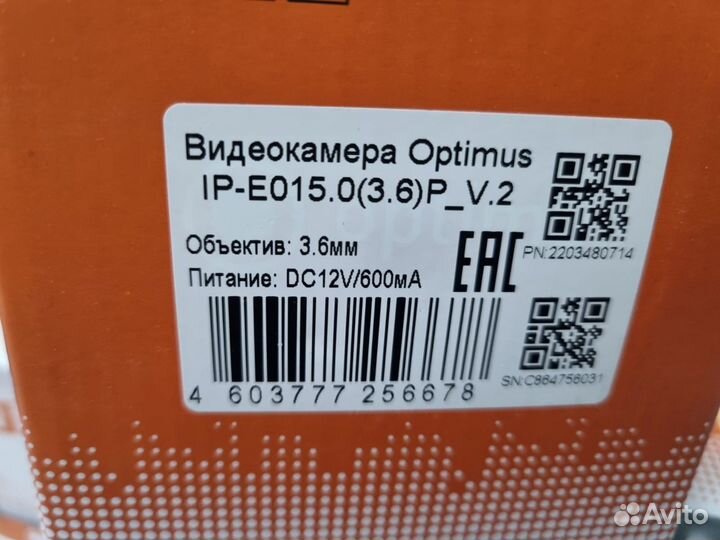 Видеокамера Optimus
IP-E015.0(3.6)P_V.2
Объектив: 3.6мм
Питание: DC12V/600мА
EAC
PN:2203480714
SN:C864756031
4 603777 256678
Avito